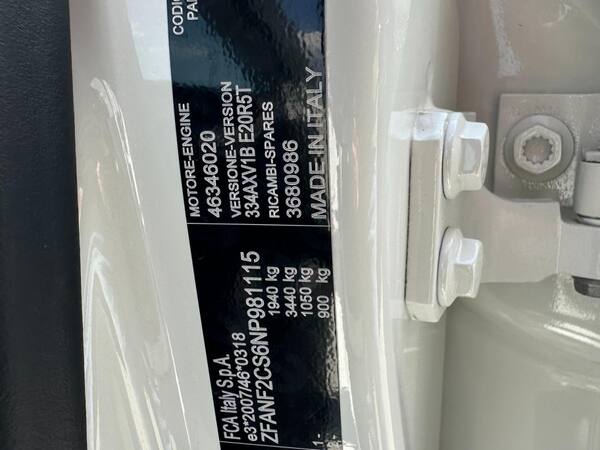 FCA Italy S.p.A.
e3*2007/46*0318
ZFANF2CS6NP981115
1940 kg
3440 kg
1- 1050 kg
900 kg
CODIC
PA
MOTORE-ENGINE
46346020
VERSIONE-VERSION
334AXV1B E20R5T
RICAMBI-SPARES
3680986
MADE IN ITALY